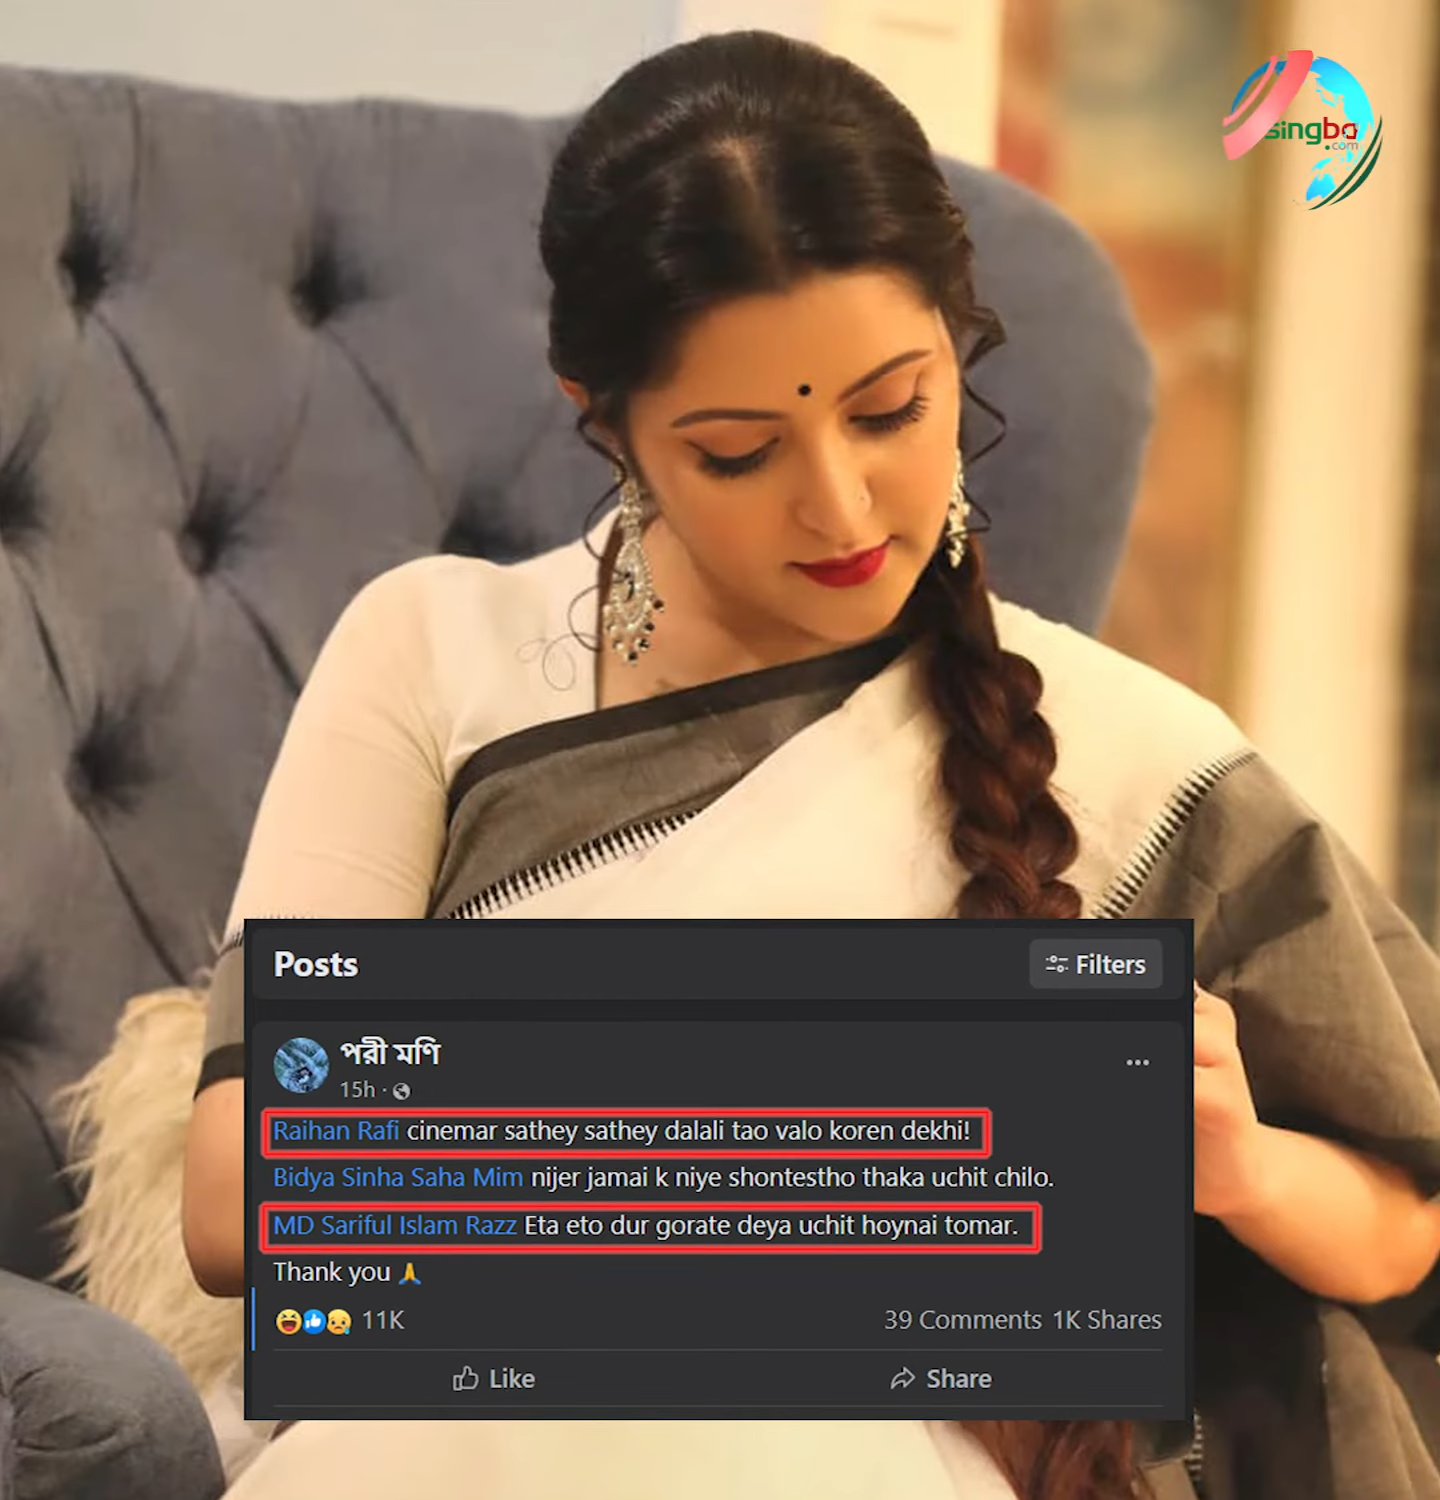 singba
.com
Posts
Filters
পরী মণি
15h
Raihan Rafi cinemar sathey sathey dalali tao valo koren dekhi!
Bidya Sinha Saha Mim nijer jamai k niye shontestho thaka uchit chilo.
MD Sariful Islam Razz Eta eto dur gorate deya uchit hoynai tomar.
Thank you 🙏
11K
39 Comments 1K Shares
Like
Share